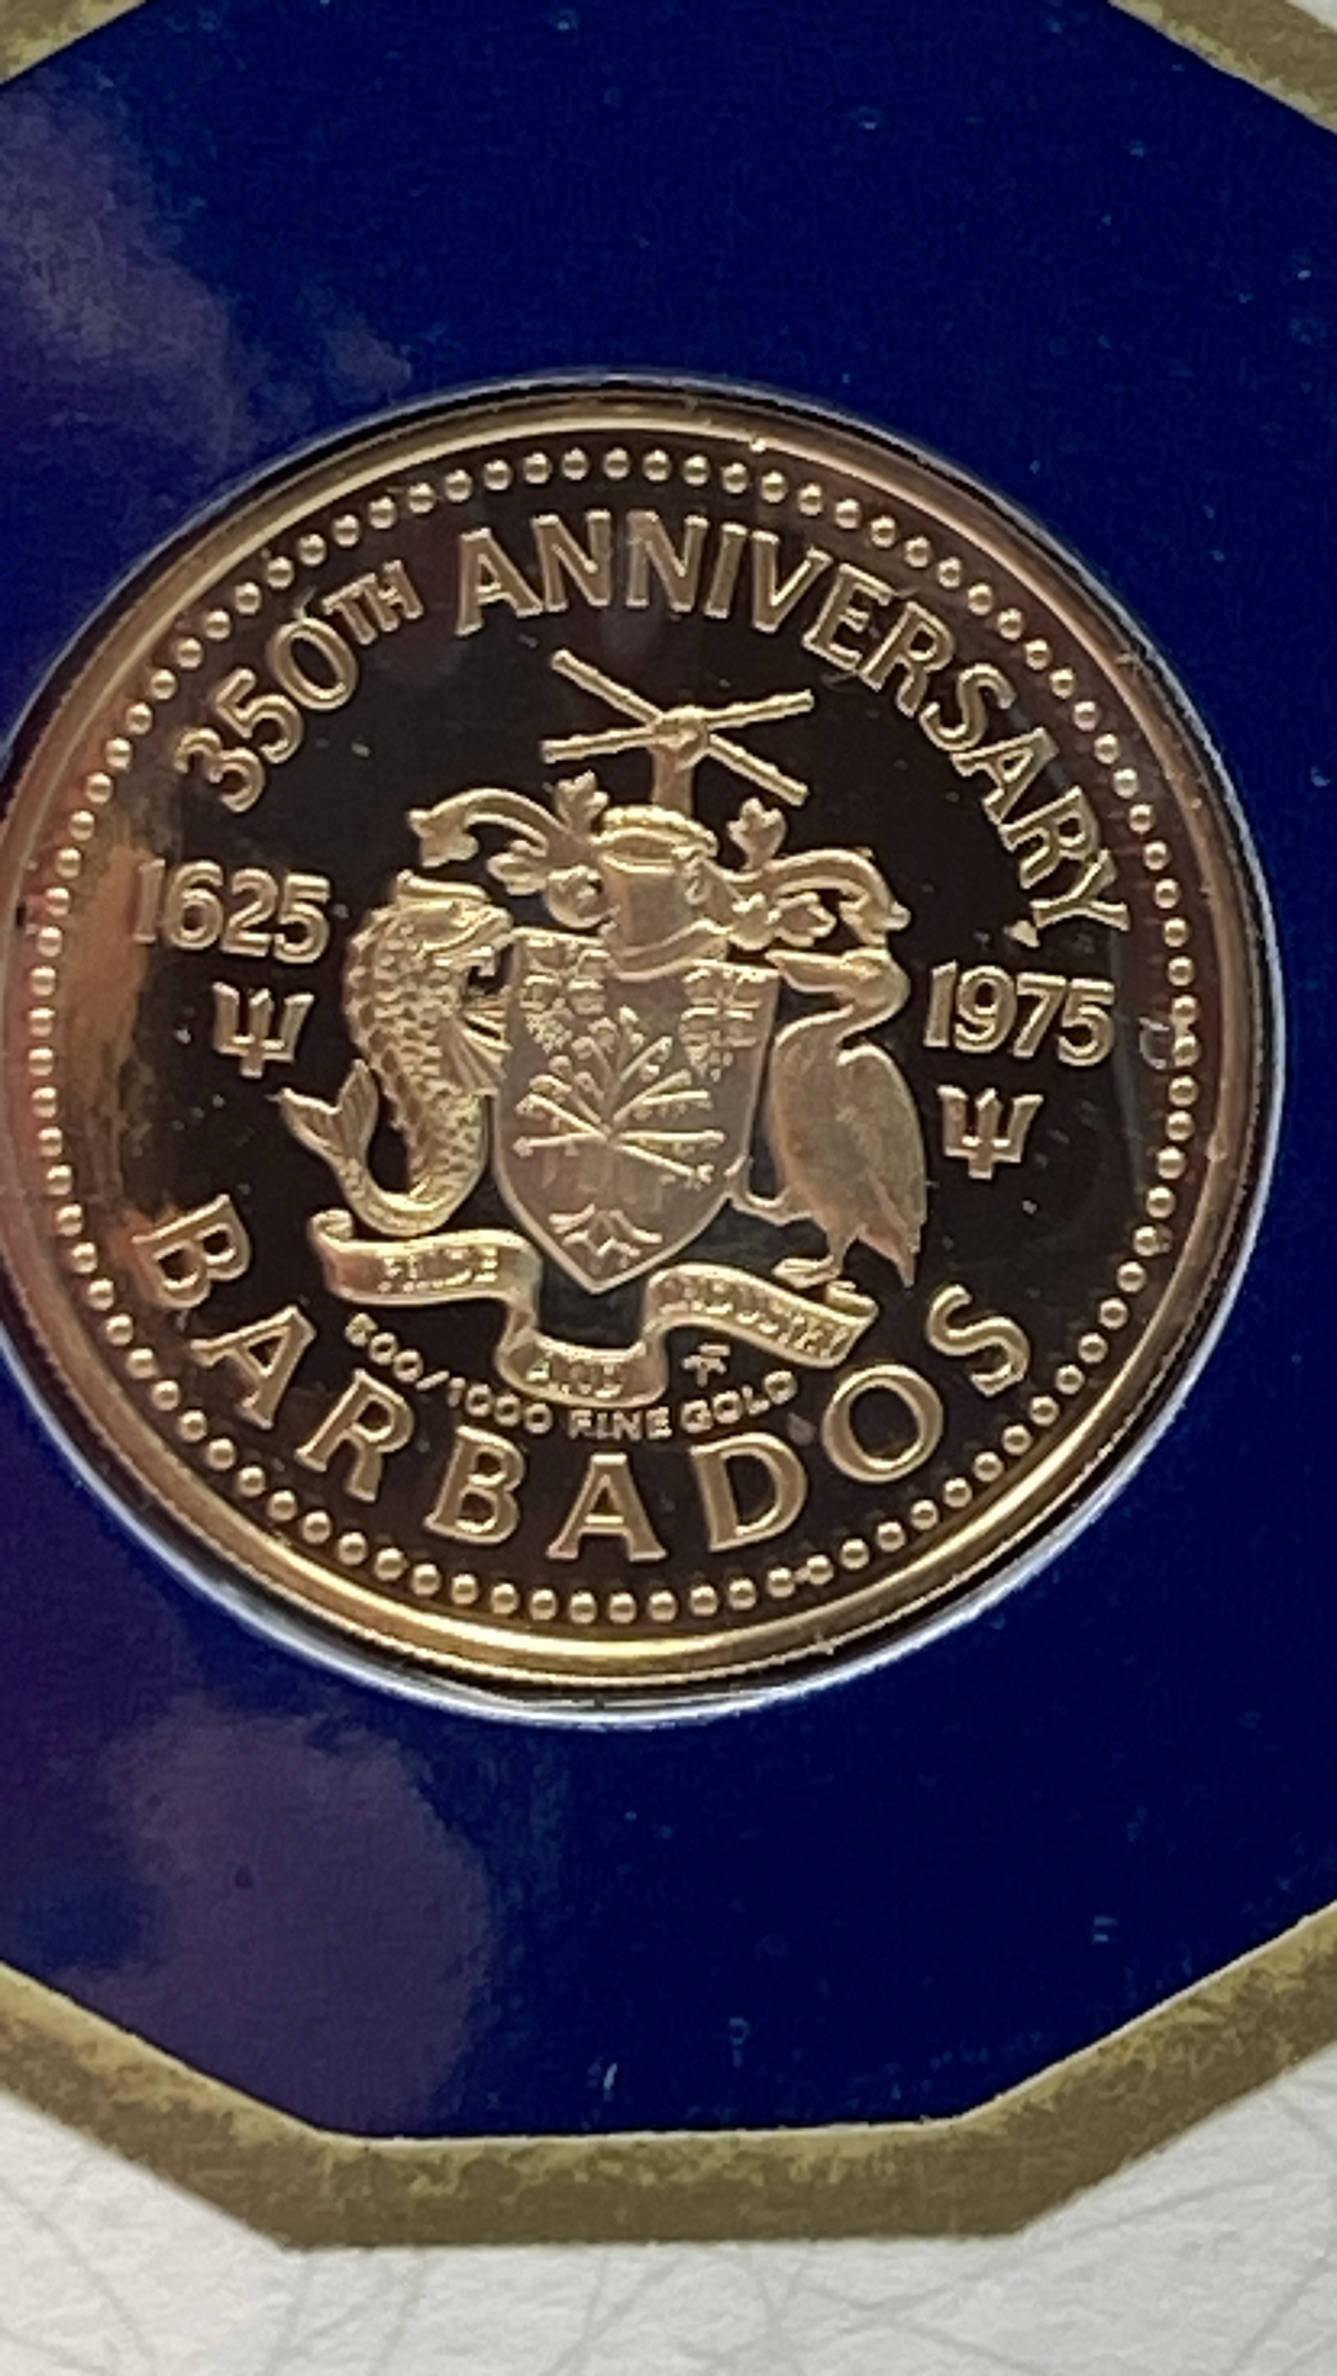 350TH ANNIVERSARY
1625
1975
PRIDE AND INDUSTRY
500/1000 FINE GOLD
BARBADOS